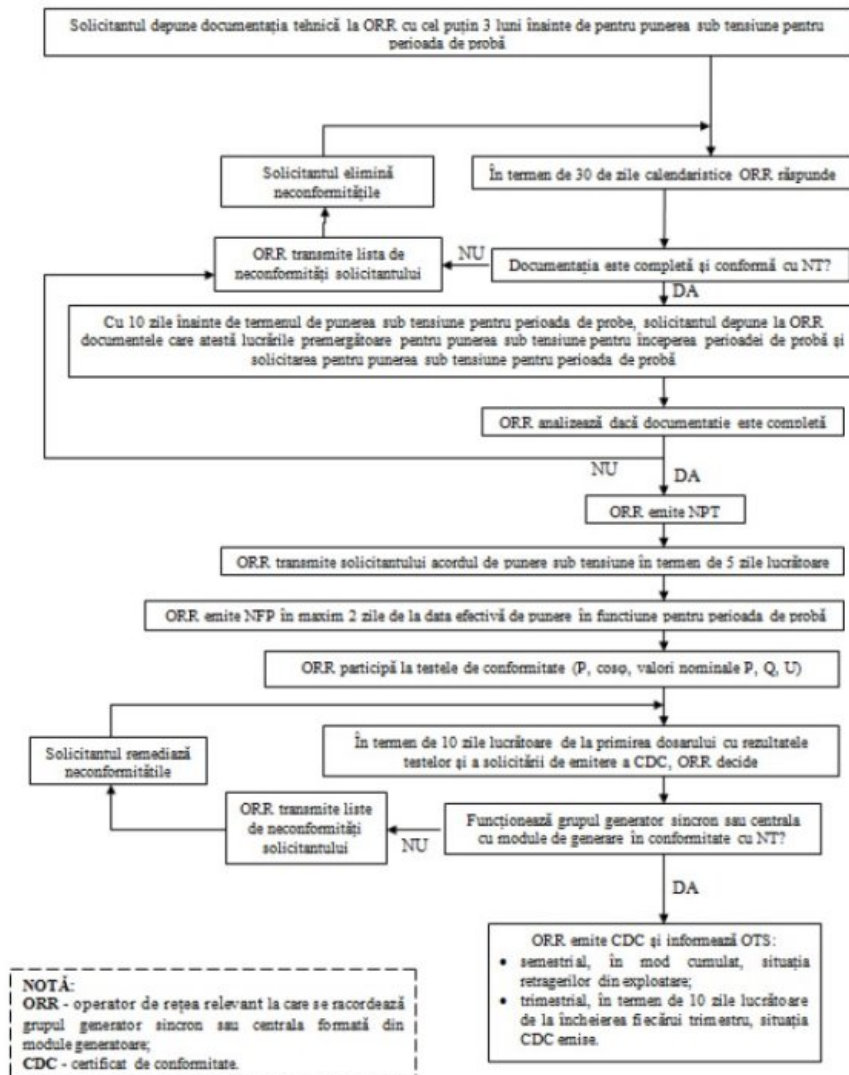 Solicitantul depune documentația tehnică la ORR cu cel puțin 3 luni înainte de pentru punerea sub tensiune pentru
perioada de probă
Solicitantul elimină
neconformitățile
În termen de 30 de zile calendaristice ORR răspunde
ORR transmite lista de
neconformități solicitantului
NU
Documentația este completă și conformă cu NT?
DA
Cu 10 zile înainte de termenul de punerea sub tensiune pentru perioada de probe, solicitantul depune la ORR
documentele care atestă lucrările premergătoare pentru punerea sub tensiune pentru începerea perioadei de probă și
solicitarea pentru punerea sub tensiune pentru perioada de probă
ORR analizează dacă documentatie este completă
NU
DA
ORR emite NPT
ORR transmite solicitantului acordul de punere sub tensiune în termen de 5 zile lucrătoare
ORR emite NFP în maxim 2 zile de la data efectivă de punere în functiune pentru perioada de probă
ORR participă la testele de conformitate (P, cosφ, valori nominale P, Q, U)
Solicitantul remediază
neconformitătile
În termen de 10 zile lucrătoare de la primirea dosarului cu rezultatele
testelor și a solicitării de emitere a CDC, ORR decide
ORR transmite liste
de neconformități
solicitantului
NU
Funcționează grupul generator sincron sau centrala
cu module de generare în conformitate cu NT?
DA
ORR emite CDC și informează OTS:
• semestrial, în mod cumulat, situația
retragerilor din exploatare;
• trimestrial, în termen de 10 zile lucrătoare
de la încheierea fiecărui trimestru, situația
CDC emise.
NOTĂ:
ORR - operator de rețea relevant la care se racordează
grupul generator sincron sau centrala formată din
module generatoare;
CDC - certificat de conformitate.